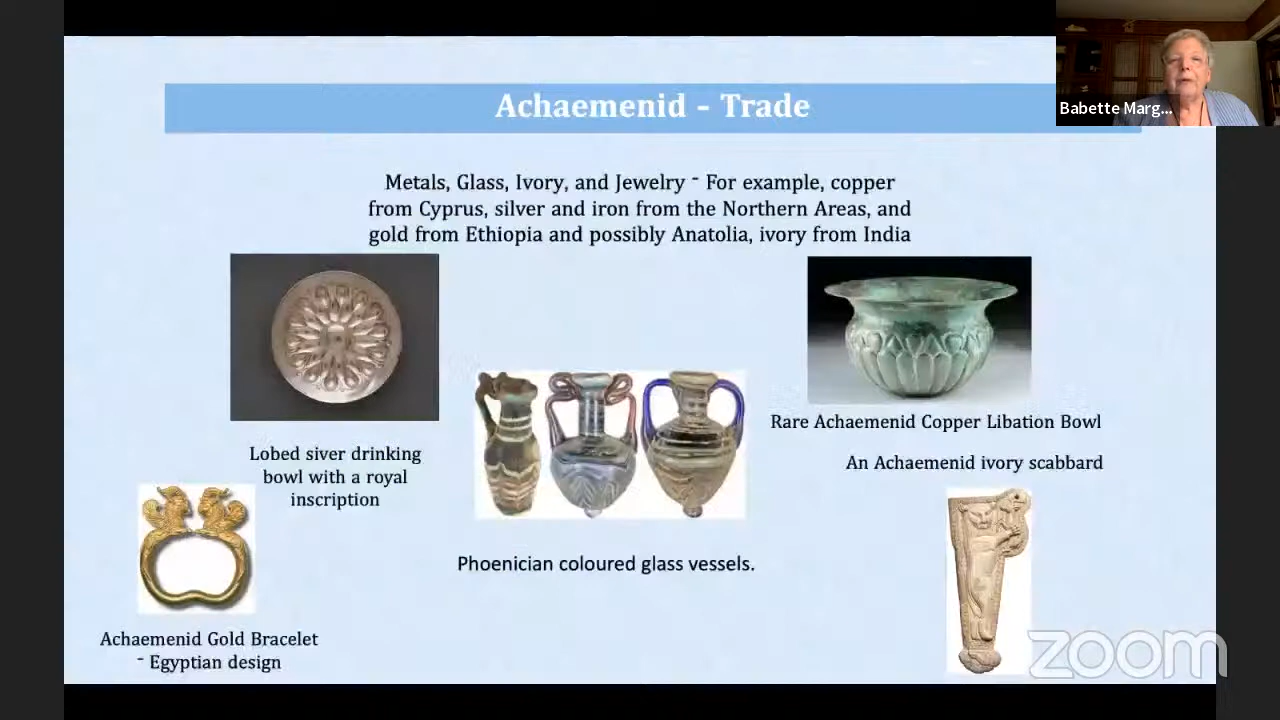 Achaemenid - Trade
Babette Marg...
Metals, Glass, Ivory, and Jewelry - For example, copper
from Cyprus, silver and iron from the Northern Areas, and
gold from Ethiopia and possibly Anatolia, ivory from India
Rare Achaemenid Copper Libation Bowl
Lobed siver drinking
bowl with a royal
inscription
An Achaemenid ivory scabbard
Phoenician coloured glass vessels.
Achaemenid Gold Bracelet
- Egyptian design
zoom